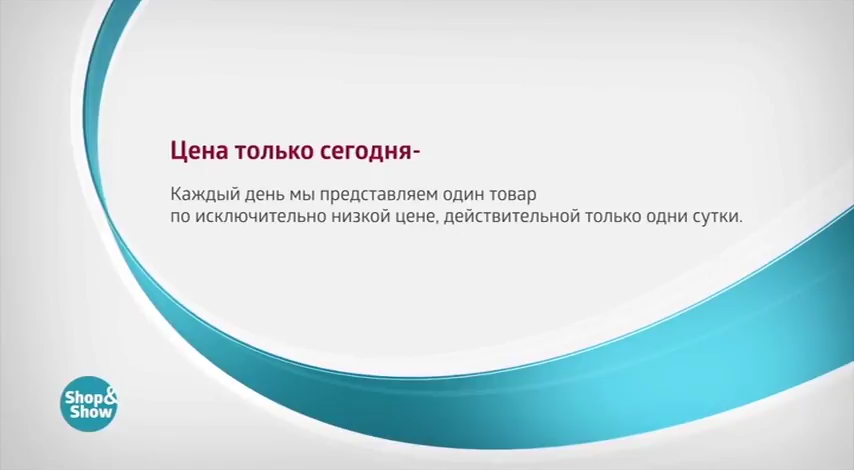 Цена только сегодня-
Каждый день мы представляем один товар
по исключительно низкой цене, действительной только одни сутки.
Shop&
Show